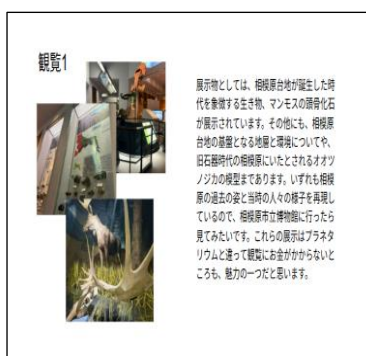 観覧1
展示物としては、相模原台地が誕生した時
代を象徴する生き物、マンモスの頭骨化石
が展示されています。その他にも、相模原
台地の基盤となる地層と環境についてや、
旧石器時代の相模原にいたとされるオオツ
ノジカの模型まであります。いずれも相模
原の過去の姿と当時の人々の様子を再現し
ているので、相模原市立博物館に行ったら
見てみたいです。これらの展示はプラネタ
リウムと違って観覧にお金がかからないと
ころも、魅力の一つだと思います。